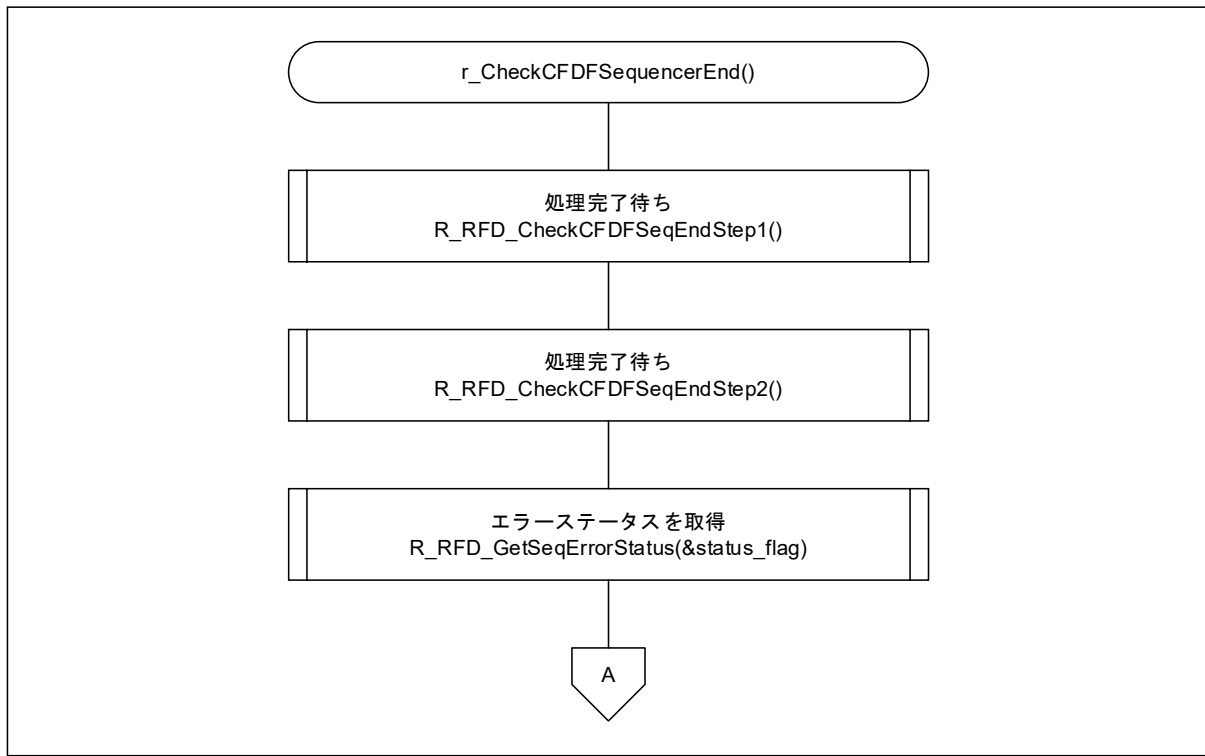 r_CheckCFDFSequencerEnd()
処理完了待ち
R_RFD_CheckCFDFSeqEndStep1()
処理完了待ち
R_RFD_CheckCFDFSeqEndStep2()
エラーステータスを取得
R_RFD_GetSeqErrorStatus(&status_flag)
A